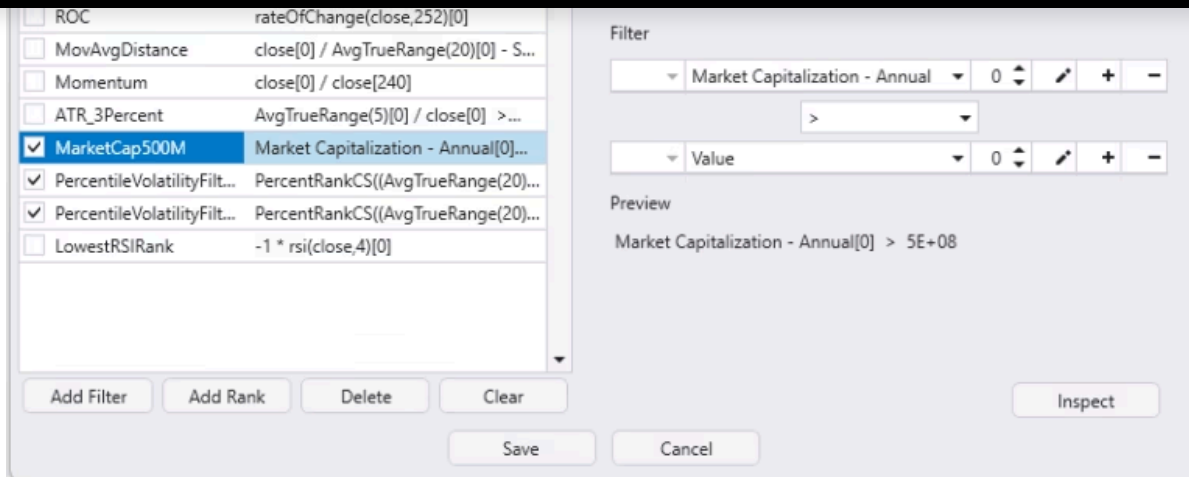 ROC rateOfChange(close,252)[0]
MovAvgDistance close[0] / AvgTrueRange(20)[0] - S...
Momentum close[0] / close[240]
ATR_3Percent AvgTrueRange(5)[0] / close[0] >...
MarketCap500M Market Capitalization - Annual[0]...
PercentileVolatilityFilt... PercentRankCS((AvgTrueRange(20)...
PercentileVolatilityFilt... PercentRankCS((AvgTrueRange(20)...
LowestRSIRank -1 * rsi(close,4)[0]
Add Filter Add Rank Delete Clear
Filter
Market Capitalization - Annual 0 + -
>
Value 0 + -
Preview
Market Capitalization - Annual[0] > 5E+08
Inspect
Save Cancel